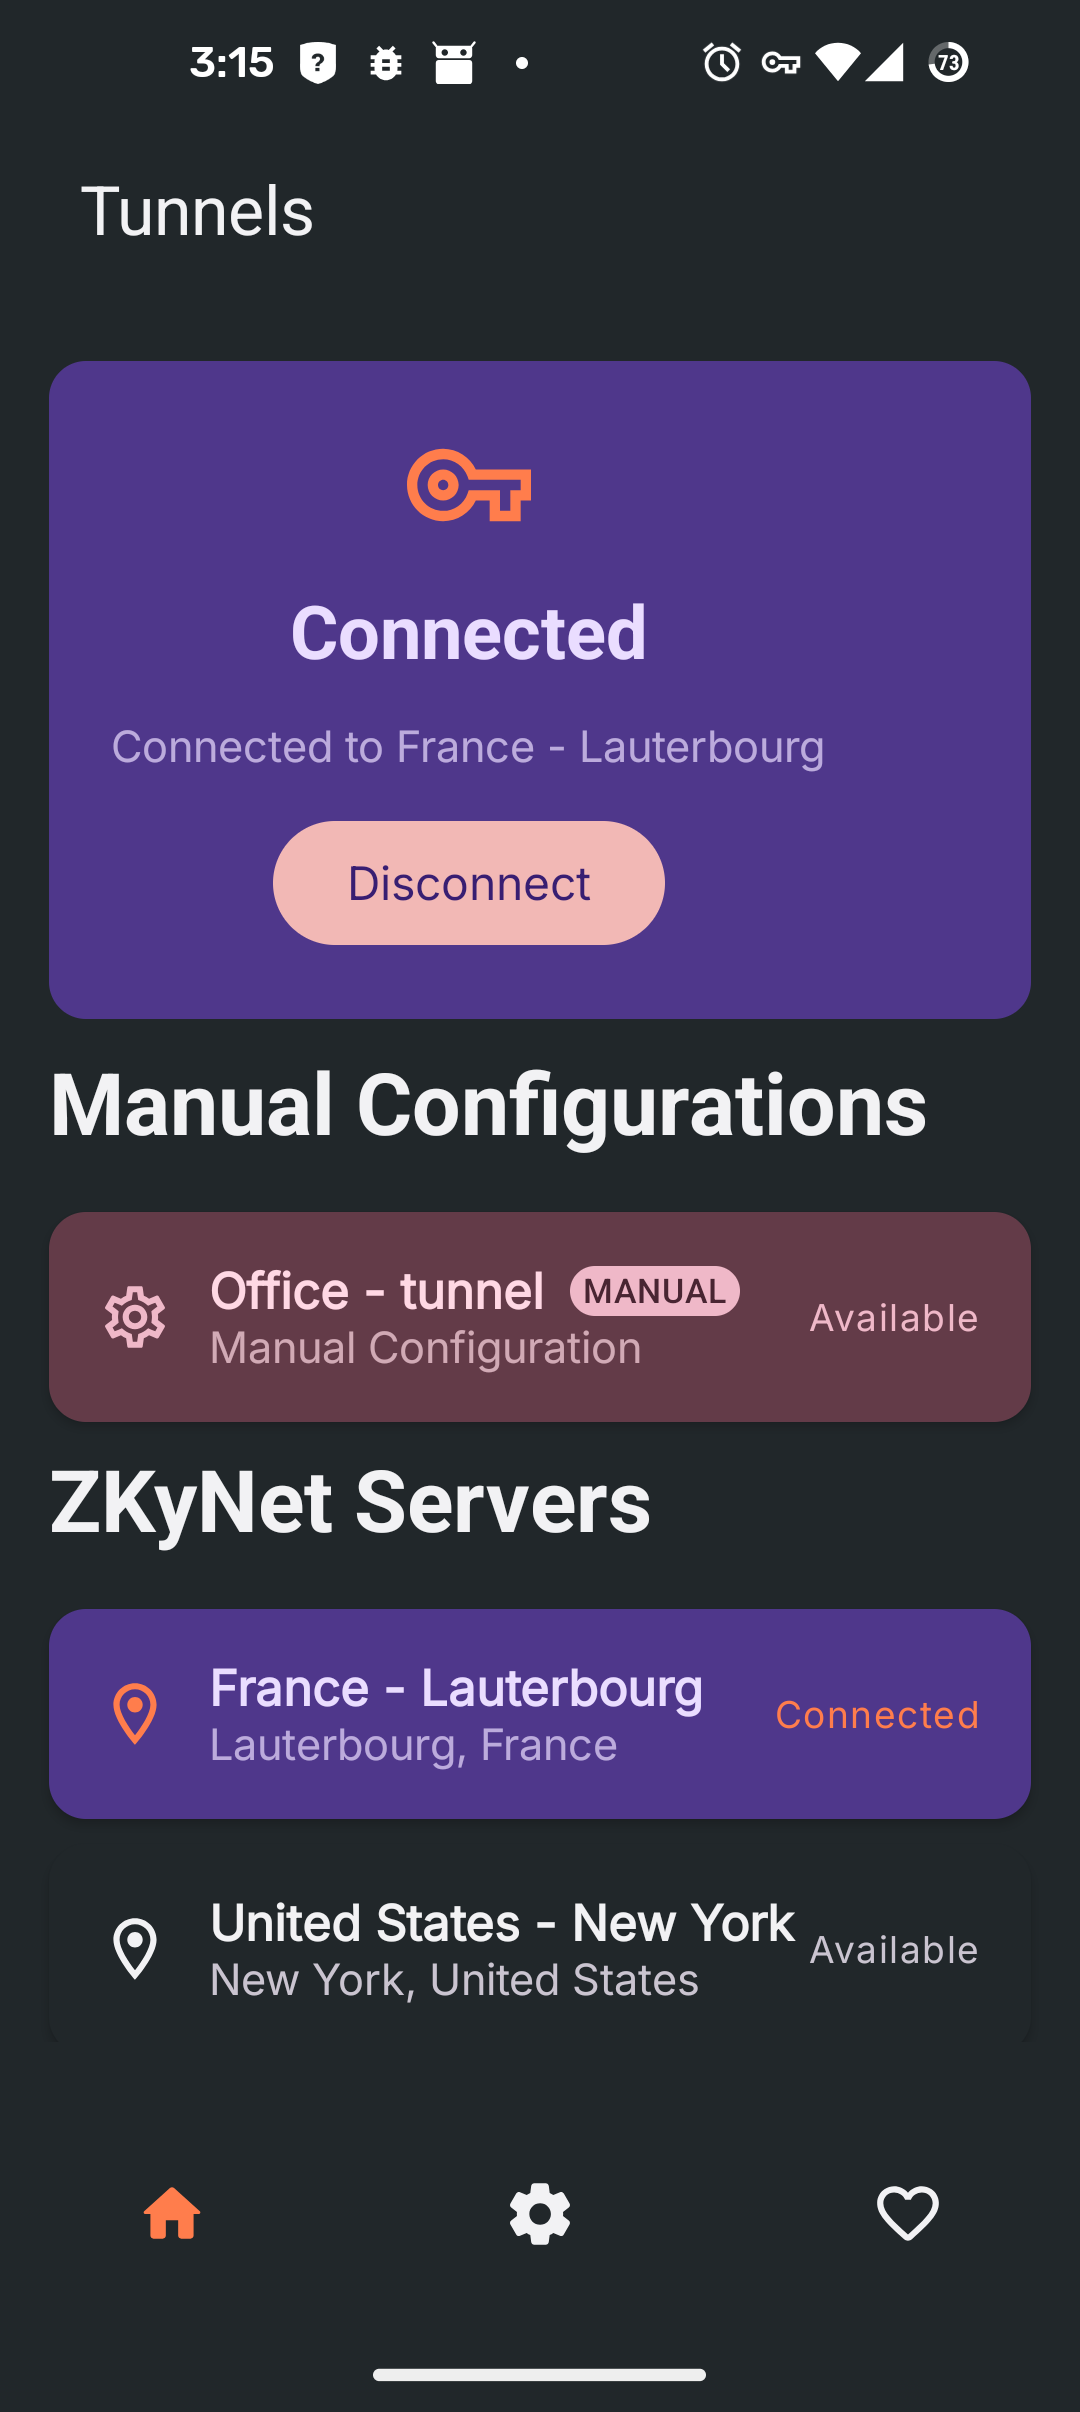 3:15
73
Tunnels
Connected
Connected to France - Lauterbourg
Disconnect
Manual Configurations
Office - tunnel MANUAL
Manual Configuration
Available
ZKyNet Servers
France - Lauterbourg
Lauterbourg, France
Connected
United States - New York
New York, United States
Available